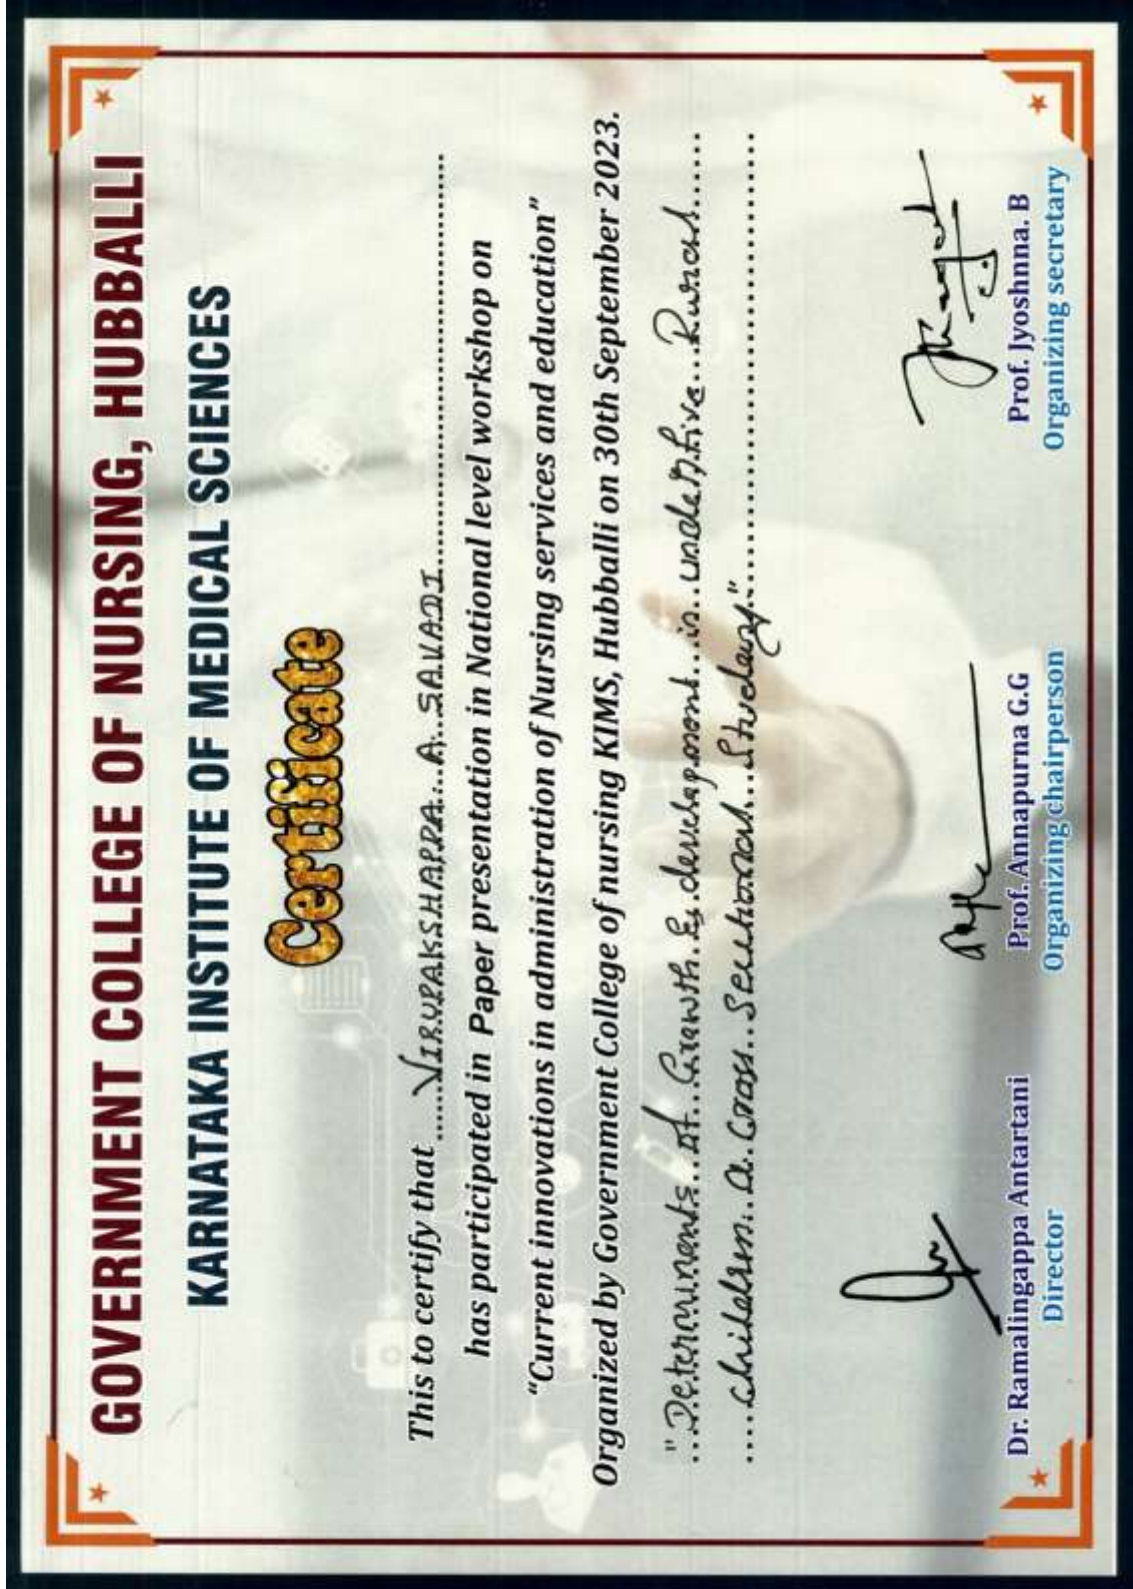 GOVERNMENT COLLEGE OF NURSING, HUBBALLI
KARNATAKA INSTITUTE OF MEDICAL SCIENCES
Certificate
This to certify that ......VIRUPAKSHAPPA...A...SAVADI......
has participated in Paper presentation in National level workshop on
“Current innovations in administration of Nursing services and education”
Organized by Government College of nursing KIMS, Hubballi on 30th September 2023.
..."Determinants...of...Growth.&.development...in...under five...Rural......
.....children..a..Cross...Sectional...Study"......
Dr. Ramalingappa Antartani
Director
Prof. Annapurna G.G
Organizing chairperson
Prof. Jyoshnna. B
Organizing secretary